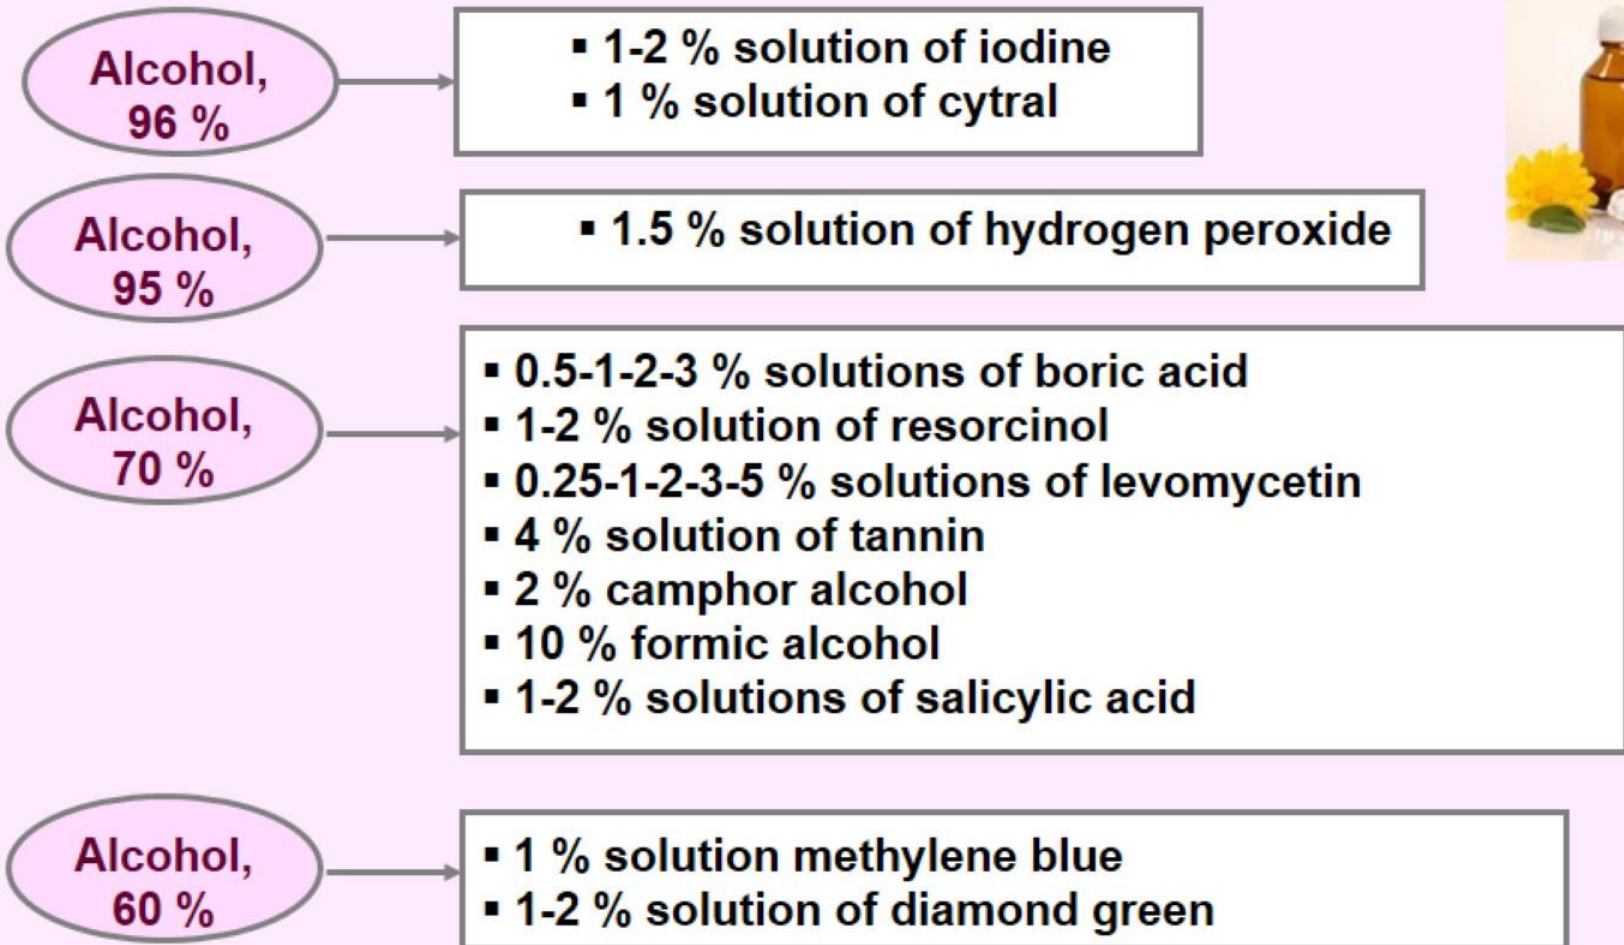 Alcohol,
96 %
▪ 1-2 % solution of iodine
▪ 1 % solution of cytral
Alcohol,
95 %
▪ 1.5 % solution of hydrogen peroxide
Alcohol,
70 %
▪ 0.5-1-2-3 % solutions of boric acid
▪ 1-2 % solution of resorcinol
▪ 0.25-1-2-3-5 % solutions of levomycetin
▪ 4 % solution of tannin
▪ 2 % camphor alcohol
▪ 10 % formic alcohol
▪ 1-2 % solutions of salicylic acid
Alcohol,
60 %
▪ 1 % solution methylene blue
▪ 1-2 % solution of diamond green